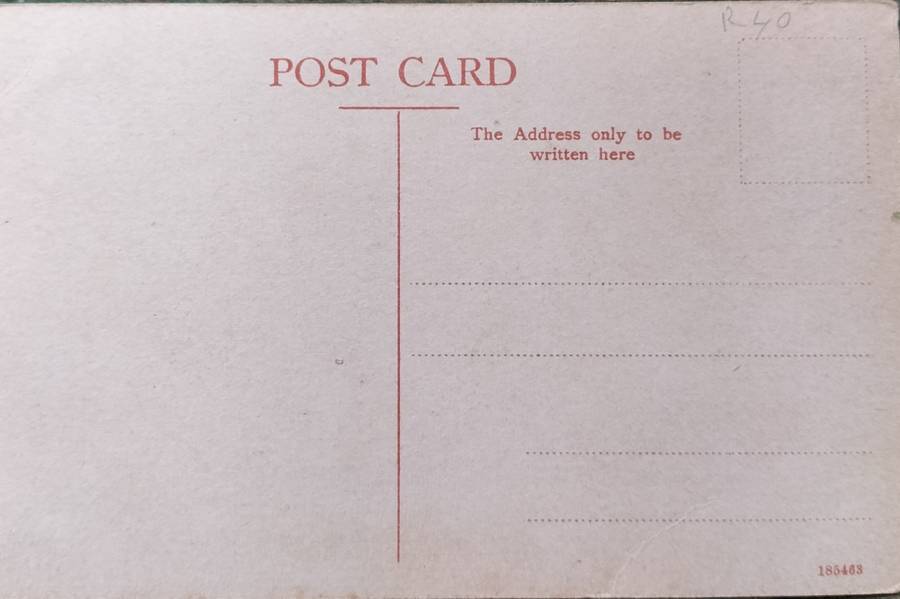 R40
POST CARD
The Address only to be
written here
185463